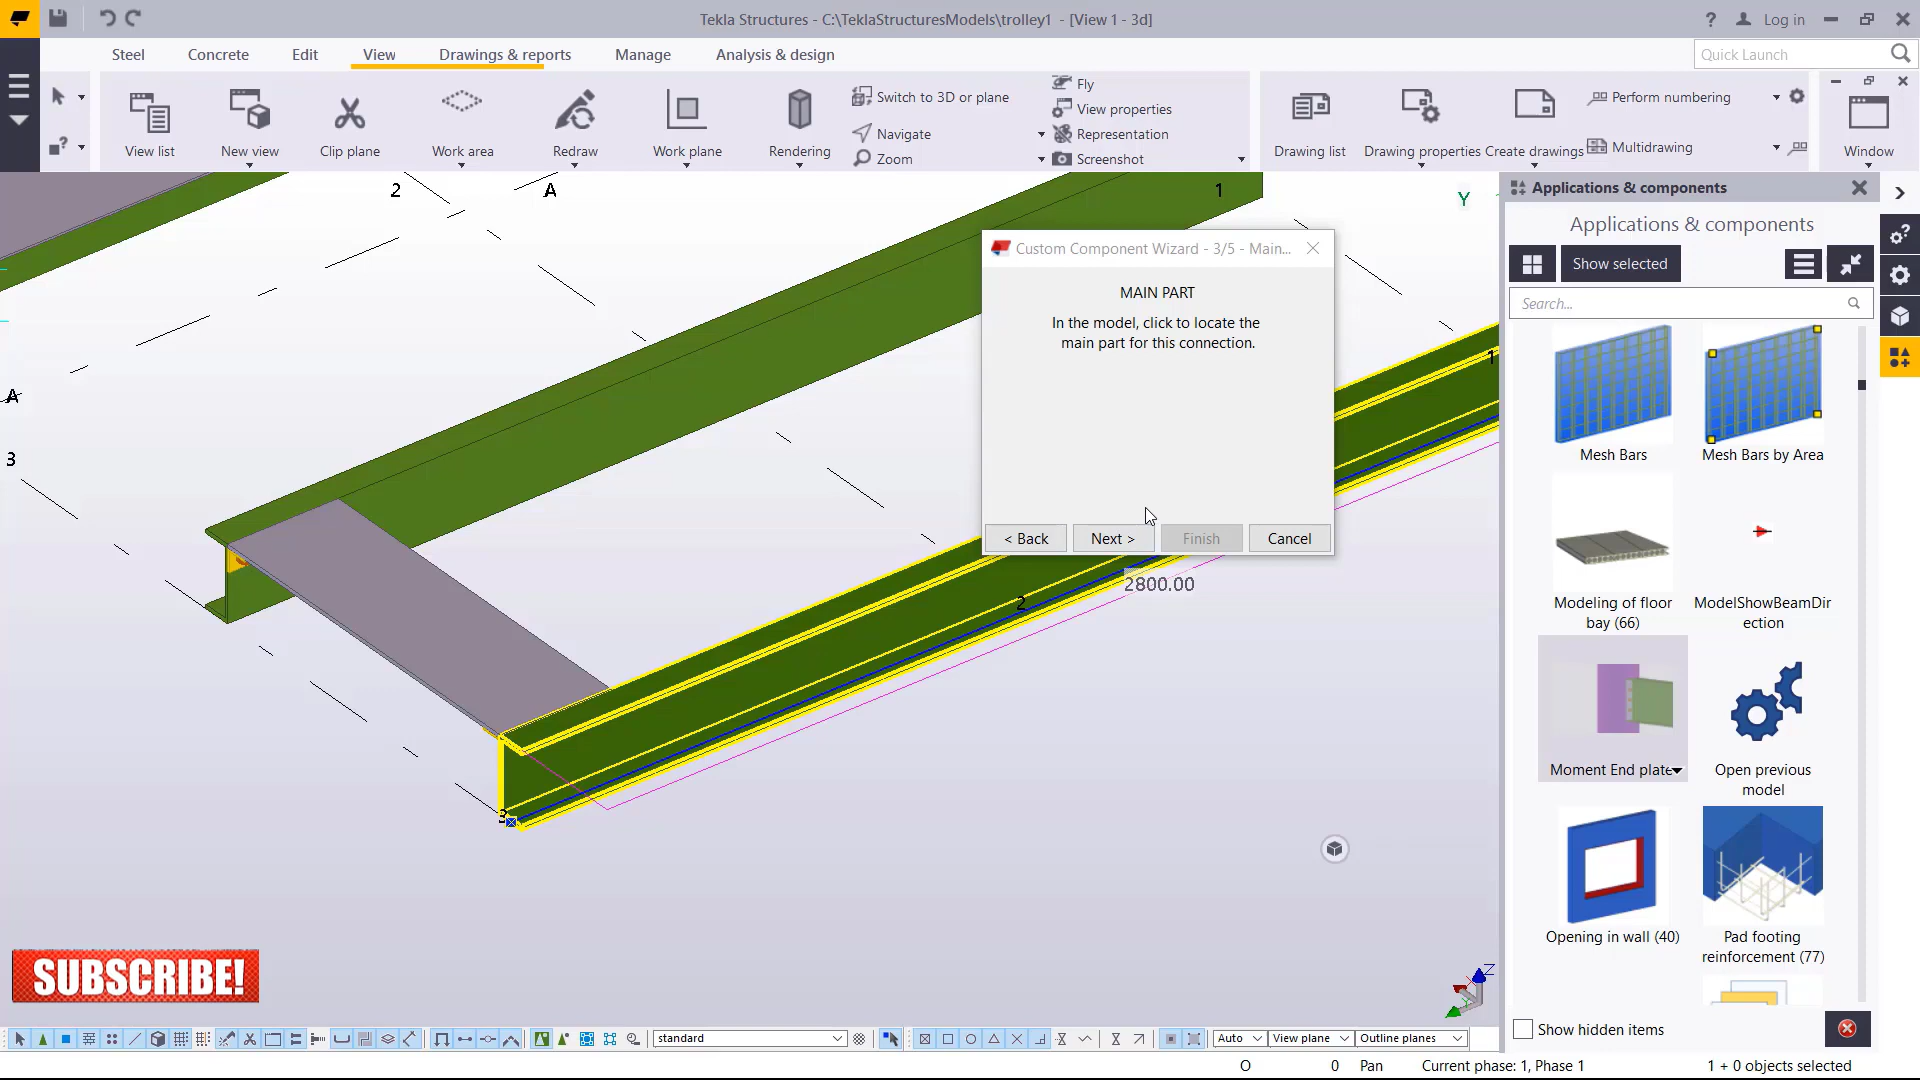 Tekla Structures - C:\TeklaStructuresModels\trolley1 - [View 1 - 3d]
? Log in
Steel Concrete Edit View Drawings & reports Manage Analysis & design
Quick Launch
View list
New view
Clip plane
Work area
Redraw
Work plane
Rendering
Switch to 3D or plane
Navigate
Zoom
Fly
View properties
Representation
Screenshot
Drawing list
Drawing properties
Create drawings
Perform numbering
Multidrawing
Window
Applications & components
Applications & components
Show selected
Search...
Mesh Bars
Mesh Bars by Area
Modeling of floor
bay (66)
ModelShowBeamDir
ection
Moment End plate
Open previous
model
Opening in wall (40)
Pad footing
reinforcement (77)
Show hidden items
2
A
1
Y
A
3
1
2
3
2800.00
Z
Custom Component Wizard - 3/5 - Main...
MAIN PART
In the model, click to locate the
main part for this connection.
< Back
Next >
Finish
Cancel
SUBSCRIBE!
standard
Auto
View plane
Outline planes
O 0 Pan Current phase: 1, Phase 1 1 + 0 objects selected